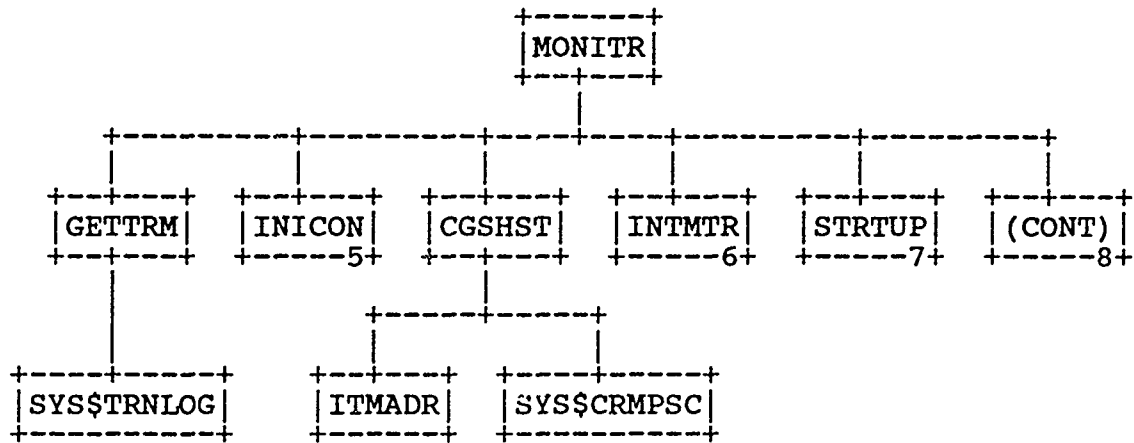 MONITR
GETTRM INICON CGSHST INTMTR STRTUP (CONT)
5 6 7 8
SYS$TRNLOG ITMADR SYS$CRMPSC